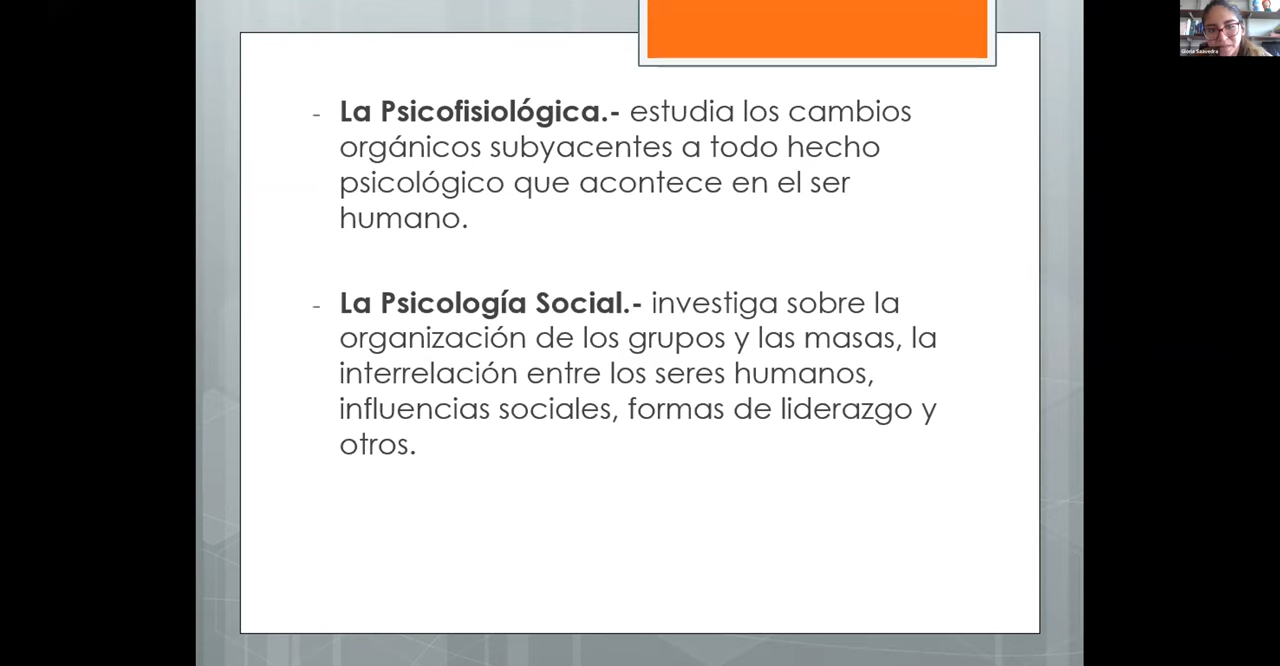 - La Psicofisiológica.- estudia los cambios
orgánicos subyacentes a todo hecho
psicológico que acontece en el ser
humano.
- La Psicología Social.- investiga sobre la
organización de los grupos y las masas, la
interrelación entre los seres humanos,
influencias sociales, formas de liderazgo y
otros.
Gloria Saavedra